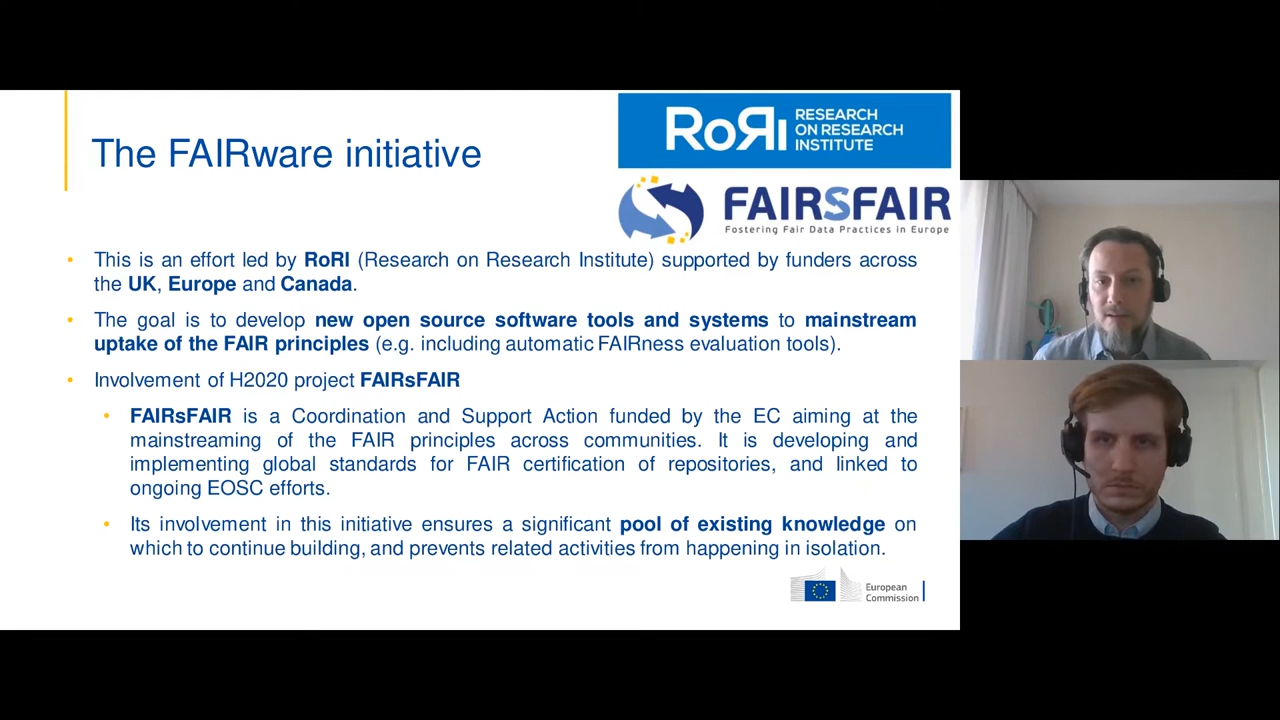 The FAIRware initiative
RoRI RESEARCH
ON RESEARCH
INSTITUTE
FAIRSFAIR
Fostering Fair Data Practices in Europe
• This is an effort led by RoRI (Research on Research Institute) supported by funders across
the UK, Europe and Canada.
• The goal is to develop new open source software tools and systems to mainstream
uptake of the FAIR principles (e.g. including automatic FAIRness evaluation tools).
• Involvement of H2020 project FAIRsFAIR
• FAIRsFAIR is a Coordination and Support Action funded by the EC aiming at the
mainstreaming of the FAIR principles across communities. It is developing and
implementing global standards for FAIR certification of repositories, and linked to
ongoing EOSC efforts.
• Its involvement in this initiative ensures a significant pool of existing knowledge on
which to continue building, and prevents related activities from happening in isolation.
European
Commission